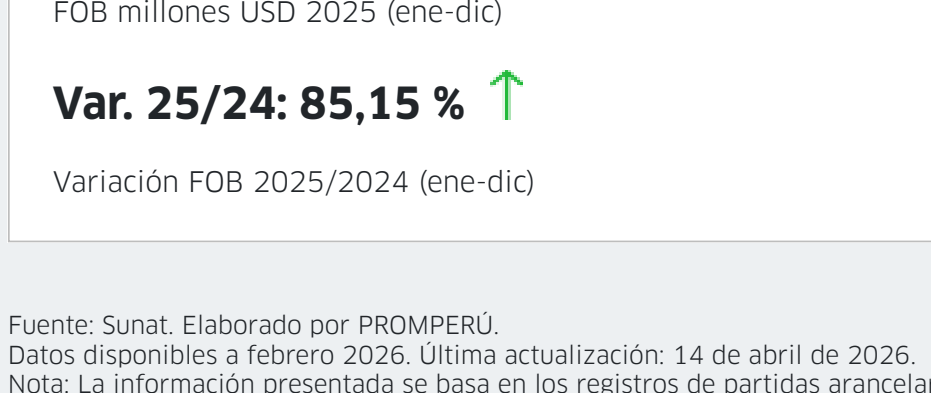 FOB millones USD 2025 (ene-dic)
Var. 25/24: 85,15 % ↑
Variación FOB 2025/2024 (ene-dic)
Fuente: Sunat. Elaborado por PROMPERÚ.
Datos disponibles a febrero 2026. Última actualización: 14 de abril de 2026.
Nota: La información presentada se basa en los registros de partidas arancelar